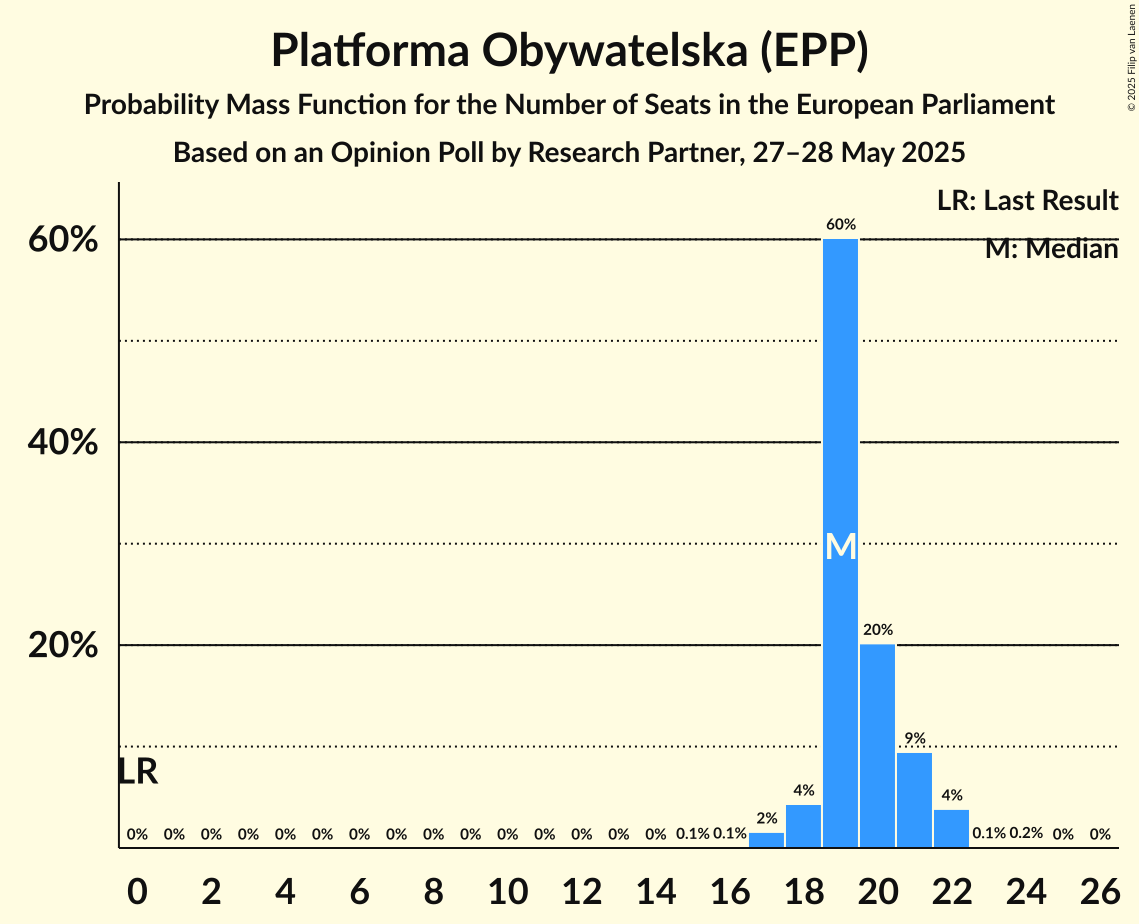 Platforma Obywatelska (EPP)
Probability Mass Function for the Number of Seats in the European Parliament
Based on an Opinion Poll by Research Partner, 27–28 May 2025
© 2025 Filip van Laenen
LR: Last Result
M: Median
60%
40%
20%
60%
M
20%
9%
LR
4%
4%
2%
0% 0% 0% 0% 0% 0% 0% 0% 0% 0% 0% 0% 0% 0% 0% 0.1% 0.1% 0.1% 0.2% 0% 0%
0 2 4 6 8 10 12 14 16 18 20 22 24 26